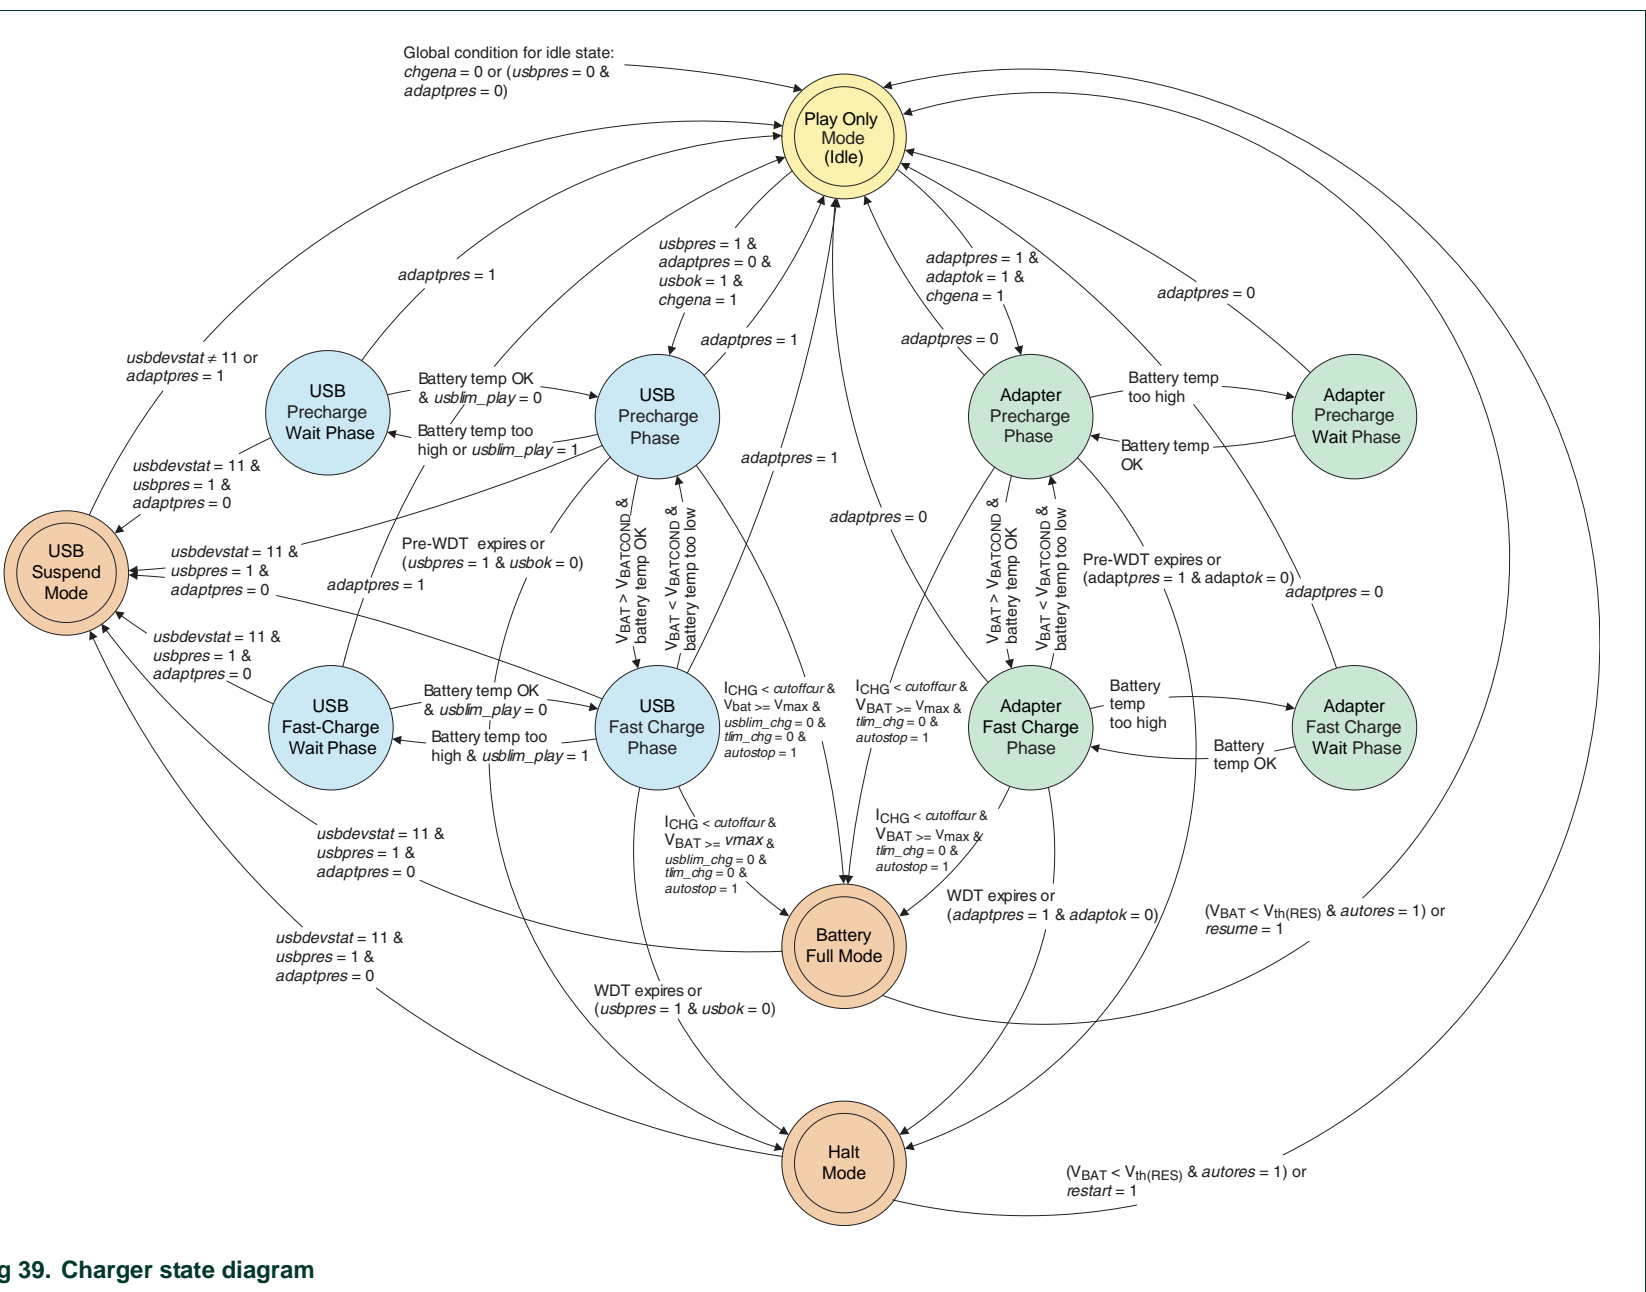 Global condition for idle state:
chgena = 0 or (usbpres = 0 &
adaptpres = 0)
Play Only
Mode
(Idle)
usbpres = 1 &
adaptpres = 0 &
usbok = 1 &
chgena = 1
adaptpres = 1 &
adaptok = 1 &
chgena = 1
adaptpres = 1
adaptpres = 0
adaptpres = 1
adaptpres = 0
usbdevstat ≠ 11 or
adaptpres = 1
USB
Precharge
Wait Phase
Battery temp OK
& usblim_play = 0
Battery temp too
high or usblim_play = 1
USB
Precharge
Phase
Adapter
Precharge
Phase
Battery temp
too high
Battery temp
OK
Adapter
Precharge
Wait Phase
usbdevstat = 11 &
usbpres = 1 &
adaptpres = 0
adaptpres = 1
adaptpres = 0
USB
Suspend
Mode
usbdevstat = 11 &
usbpres = 1 &
adaptpres = 0
Pre-WDT expires or
(usbpres = 1 & usbok = 0)
adaptpres = 1
VBAT > VBATCOND &
battery temp OK
VBAT < VBATCOND &
battery temp too low
VBAT > VBATCOND &
battery temp OK
VBAT < VBATCOND &
battery temp too low
Pre-WDT expires or
(adaptpres = 1 & adaptok = 0)
adaptpres = 0
usbdevstat = 11 &
usbpres = 1 &
adaptpres = 0
USB
Fast-Charge
Wait Phase
Battery temp OK
& usblim_play = 0
Battery temp too
high & usblim_play = 1
USB
Fast Charge
Phase
ICHG < cutoffcur &
Vbat >= Vmax &
usblim_chg = 0 &
tlim_chg = 0 &
autostop = 1
ICHG < cutoffcur &
VBAT >= Vmax &
tlim_chg = 0 &
autostop = 1
Adapter
Fast Charge
Phase
Battery
temp
too high
Battery
temp OK
Adapter
Fast Charge
Wait Phase
usbdevstat = 11 &
usbpres = 1 &
adaptpres = 0
ICHG < cutoffcur &
VBAT >= vmax &
usblim_chg = 0 &
tlim_chg = 0 &
autostop = 1
ICHG < cutoffcur &
VBAT >= Vmax &
tlim_chg = 0 &
autostop = 1
WDT expires or
(adaptpres = 1 & adaptok = 0)
(VBAT < Vth(RES) & autores = 1) or
resume = 1
Battery
Full Mode
usbdevstat = 11 &
usbpres = 1 &
adaptpres = 0
WDT expires or
(usbpres = 1 & usbok = 0)
Halt
Mode
(VBAT < Vth(RES) & autores = 1) or
restart = 1
g 39. Charger state diagram